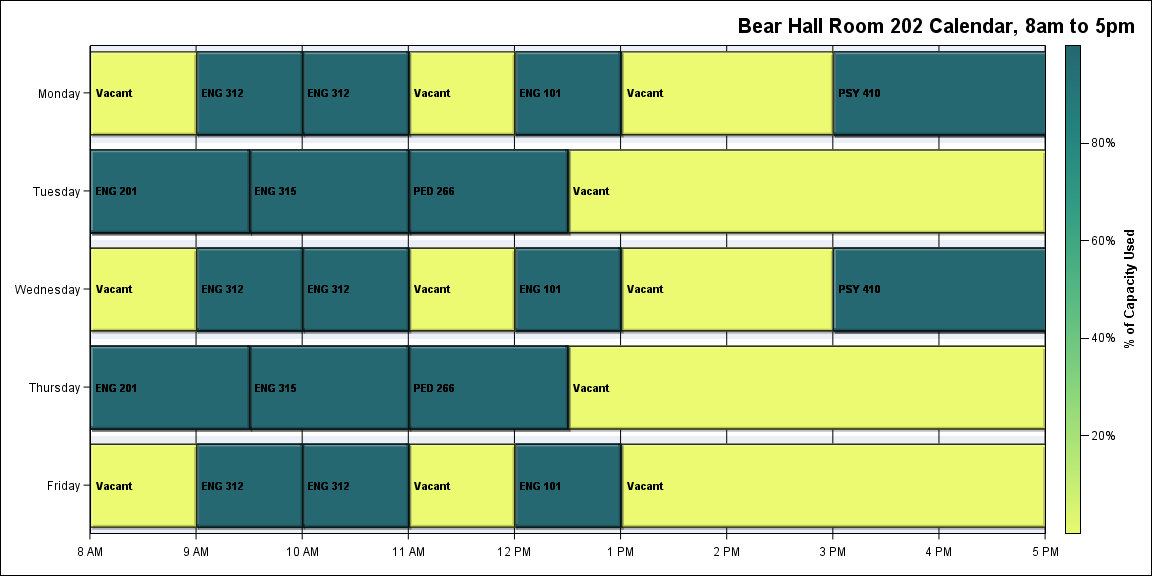 Bear Hall Room 202 Calendar, 8am to 5pm
Monday
Vacant
ENG 312
ENG 312
Vacant
ENG 101
Vacant
PSY 410
Tuesday
ENG 201
ENG 315
PED 266
Vacant
Wednesday
Vacant
ENG 312
ENG 312
Vacant
ENG 101
Vacant
PSY 410
Thursday
ENG 201
ENG 315
PED 266
Vacant
Friday
Vacant
ENG 312
ENG 312
Vacant
ENG 101
Vacant
8 AM
9 AM
10 AM
11 AM
12 PM
1 PM
2 PM
3 PM
4 PM
5 PM
80%
60%
40%
20%
% of Capacity Used